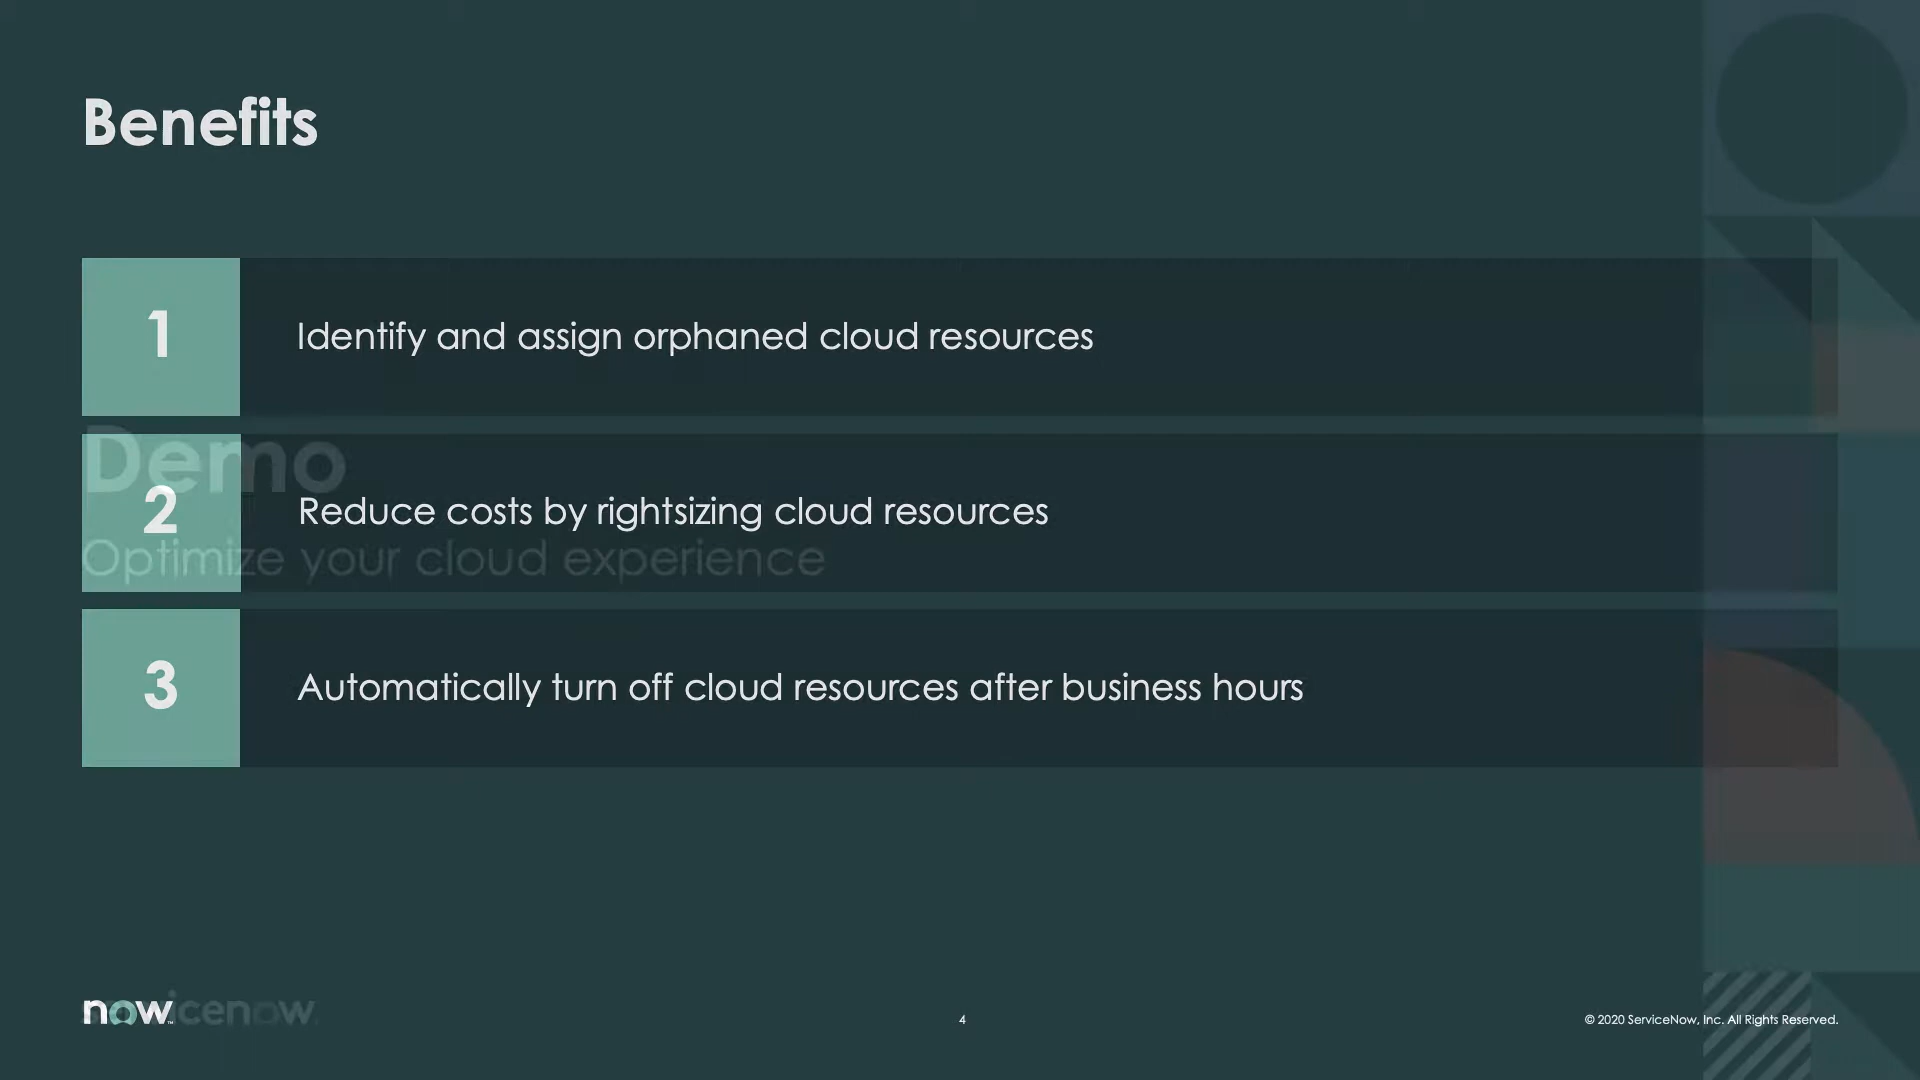 Benefits
1
Identify and assign orphaned cloud resources
Demo
2
Reduce costs by rightsizing cloud resources
Optimize your cloud experience
3
Automatically turn off cloud resources after business hours
now
servicenow
4
© 2020 ServiceNow, Inc. All Rights Reserved.